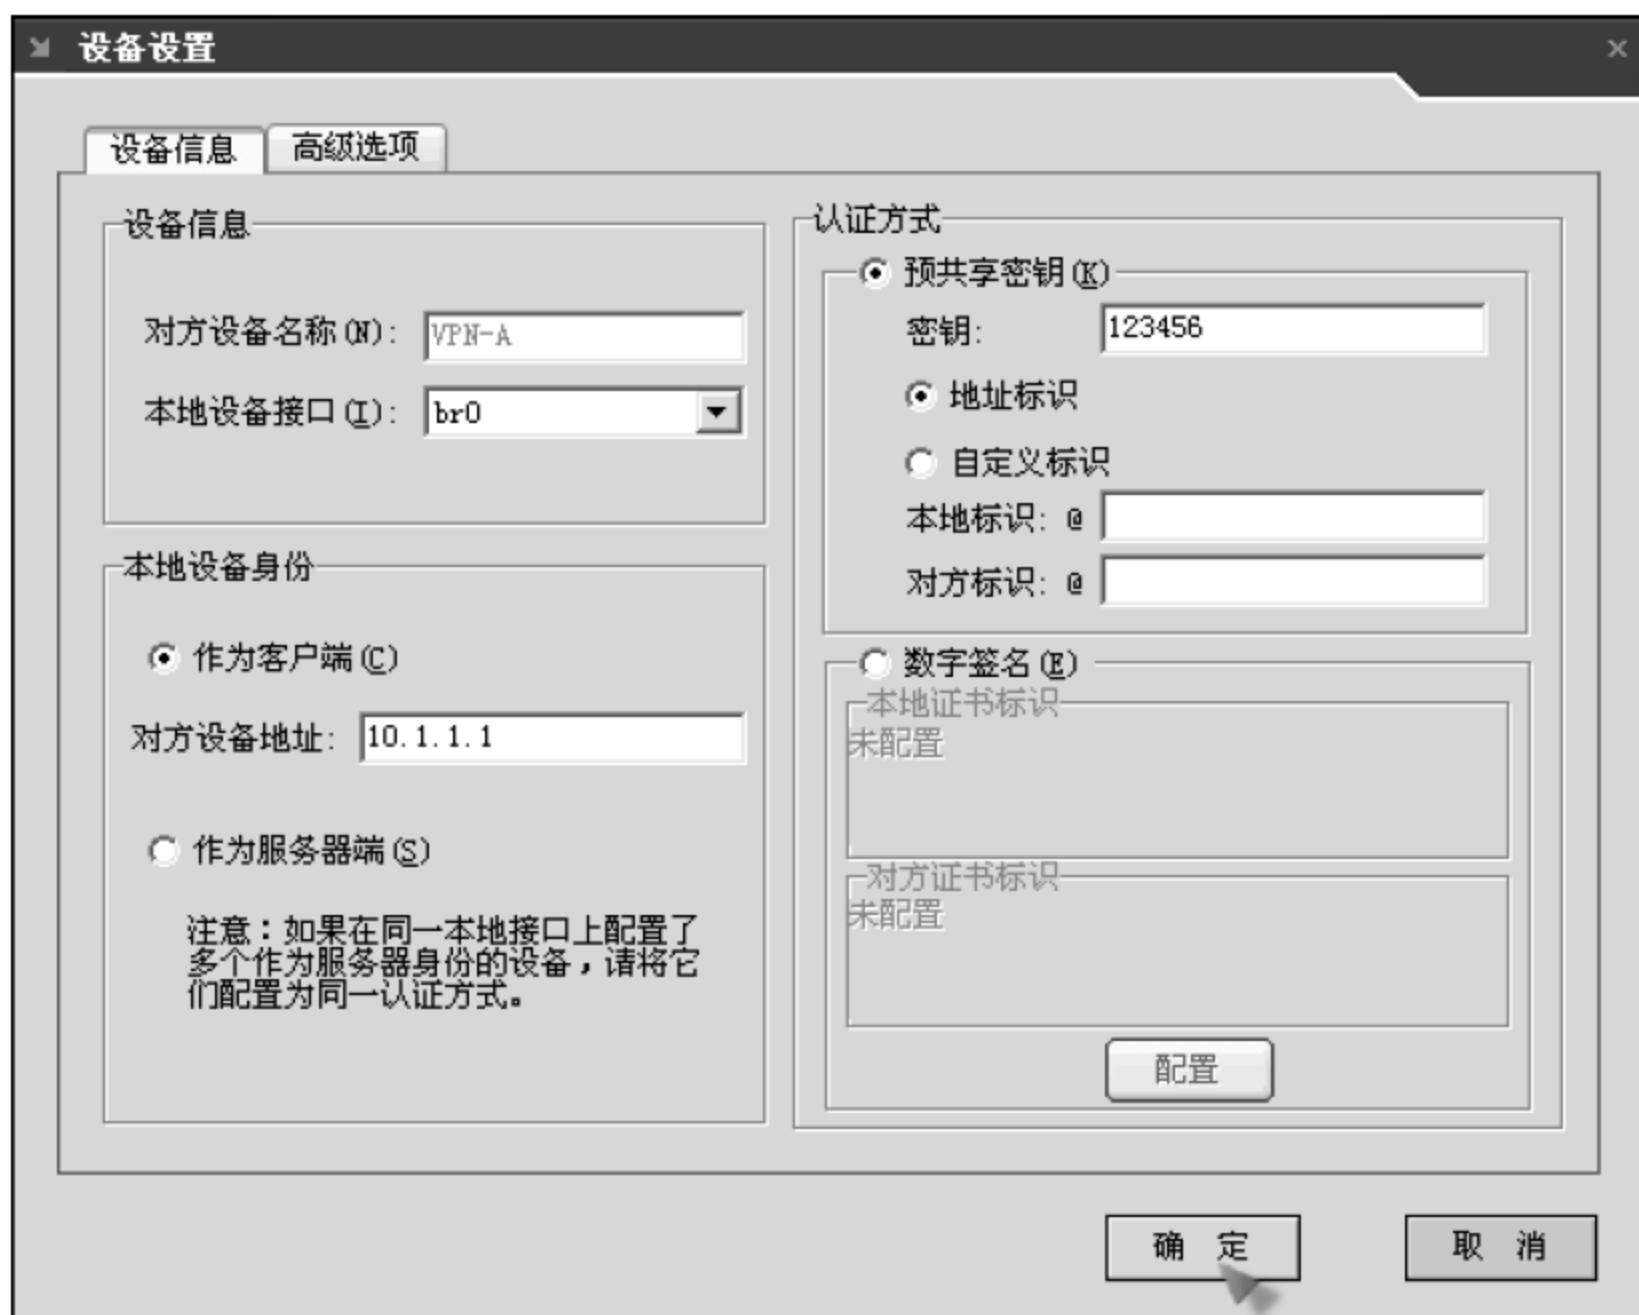 设备设置
设备信息
高级选项
设备信息
对方设备名称(N):
VPN-A
本地设备接口(I):
br0
本地设备身份
作为客户端(C)
对方设备地址:
10.1.1.1
作为服务器端(S)
注意:如果在同一本地接口上配置了
多个作为服务器身份的设备,请将它
们配置为同一认证方式。
认证方式
预共享密钥(K)
密钥:
123456
地址标识
自定义标识
本地标识: @
对方标识: @
数字签名(E)
本地证书标识
未配置
对方证书标识
未配置
配置
确 定
取 消